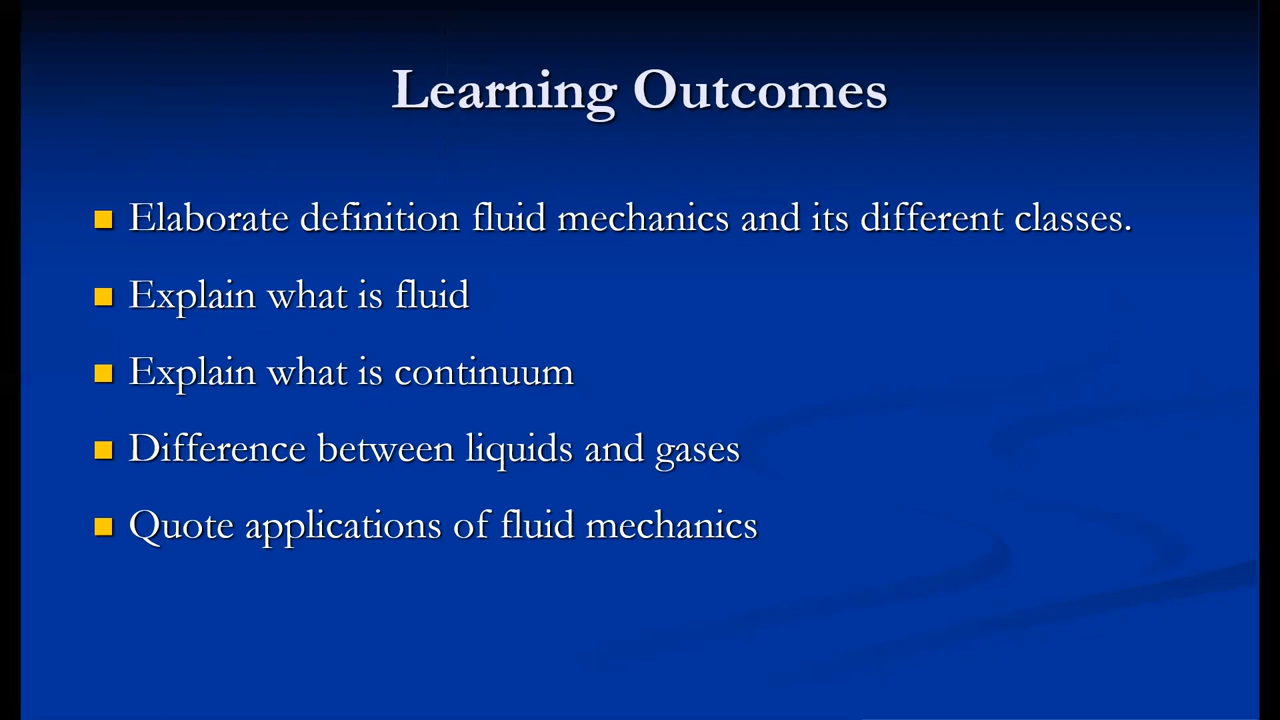 Learning Outcomes
Elaborate definition fluid mechanics and its different classes.
Explain what is fluid
Explain what is continuum
Difference between liquids and gases
Quote applications of fluid mechanics